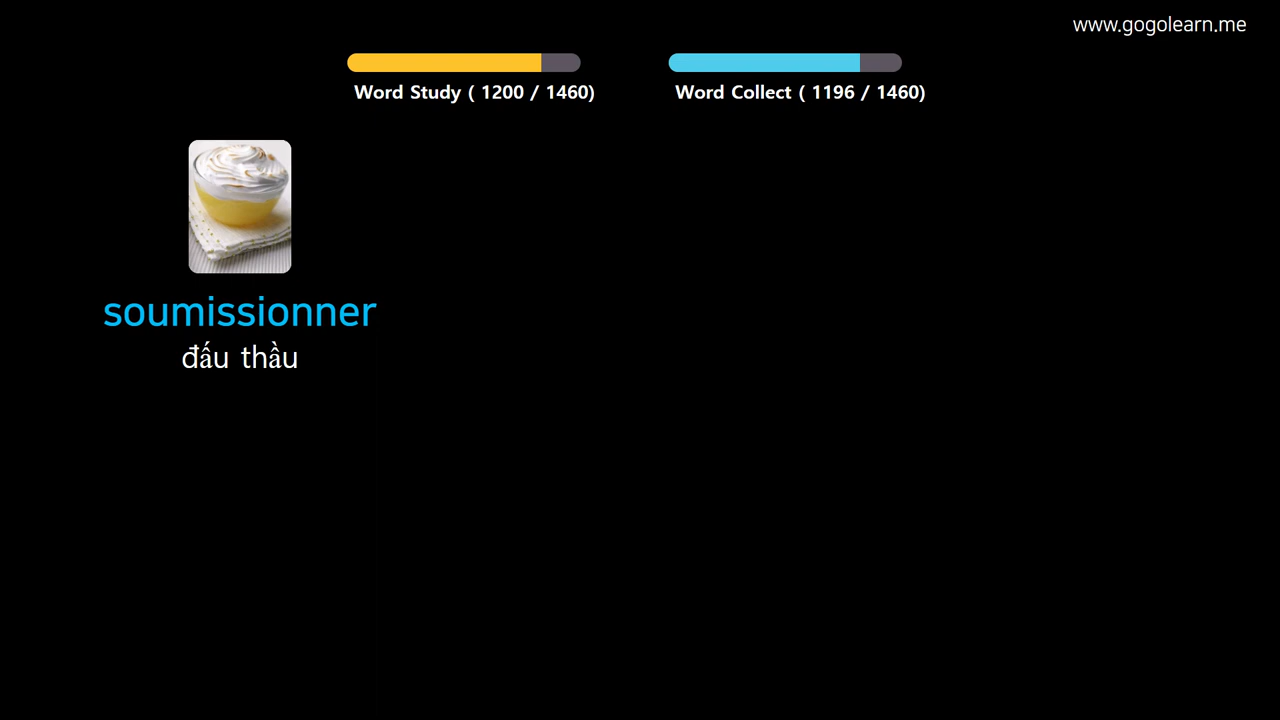 www.gogolearn.me
Word Study ( 1200 / 1460)
Word Collect ( 1196 / 1460)
soumissionner
đấu thầu